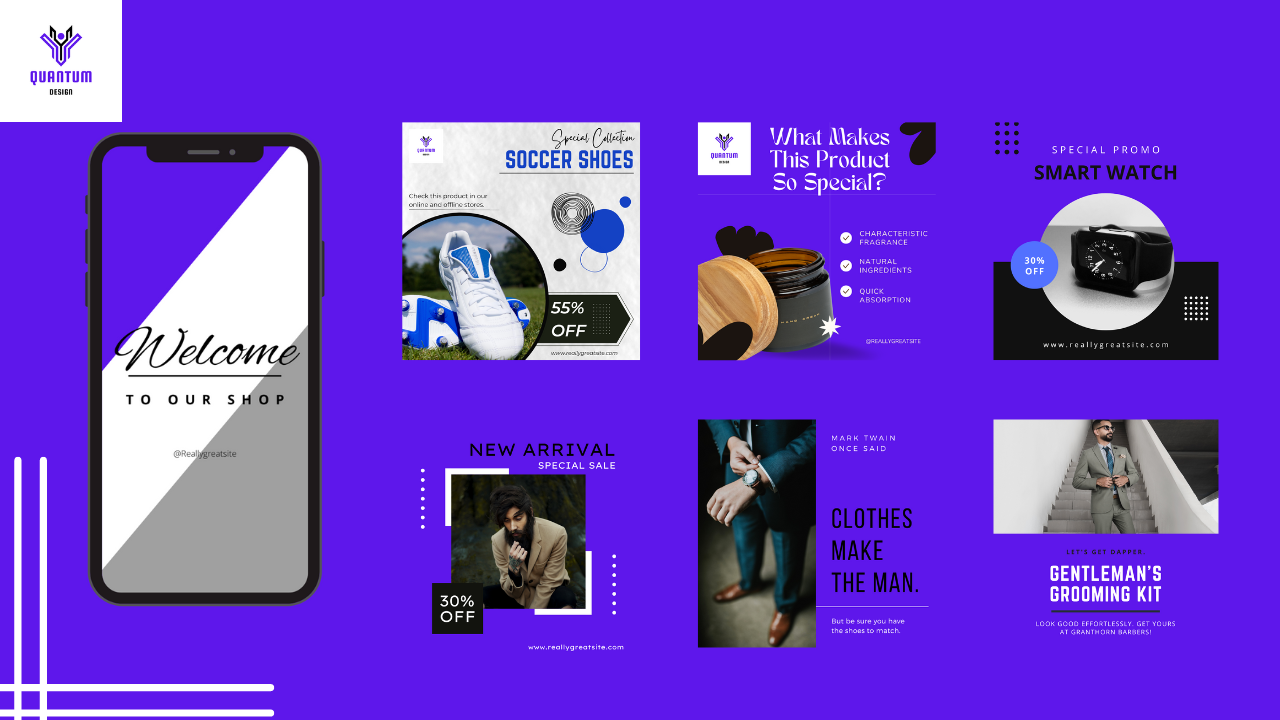 QUANTUM
DESIGN
Welcome
TO OUR SHOP
@Reallygreatsite
QUANTUM
Special Collection
SOCCER SHOES
Check this product in our
online and offline stores.
55%
OFF
www.reallygreatsite.com
QUANTUM
DESIGN
What Makes
This Product
So Special?
CHARACTERISTIC
FRAGRANCE
NATURAL
INGREDIENTS
QUICK
ABSORPTION
@REALLYGREATSITE
SPECIAL PROMO
SMART WATCH
30%
OFF
www.reallygreatsite.com
NEW ARRIVAL
SPECIAL SALE
30%
OFF
www.reallygreatsite.com
MARK TWAIN
ONCE SAID
CLOTHES
MAKE
THE MAN.
But be sure you have
the shoes to match.
LET'S GET DAPPER.
GENTLEMAN'S
GROOMING KIT
LOOK GOOD EFFORTLESSLY. GET YOURS
AT GRANTHORN BARBERS!